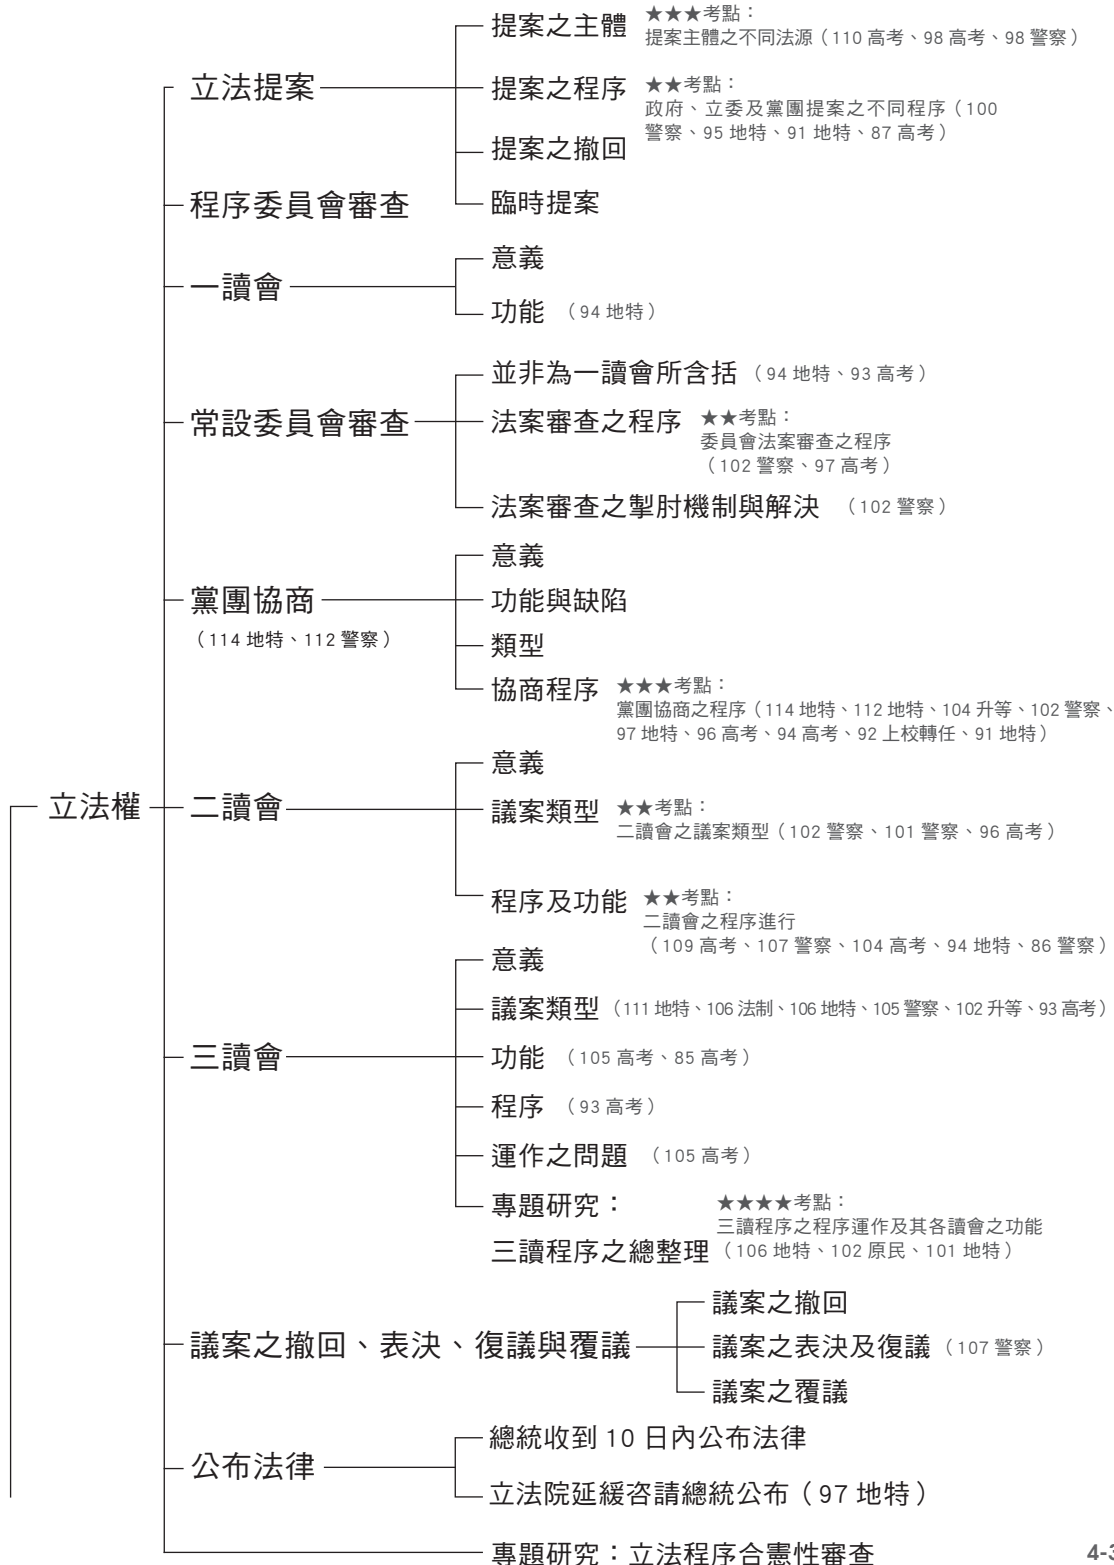 提案之主體 ★★★考點：
提案主體之不同法源（110 高考、98 高考、98 警察）
立法提案
提案之程序 ★★考點：
政府、立委及黨團提案之不同程序（100
警察、95 地特、91 地特、87 高考）
提案之撤回
臨時提案
程序委員會審查
一讀會
意義
功能 （94 地特）
常設委員會審查
並非為一讀會所含括 （94 地特、93 高考）
法案審查之程序 ★★考點：
委員會法案審查之程序
（102 警察、97 高考）
法案審查之掣肘機制與解決 （102 警察）
黨團協商
（114 地特、112 警察）
意義
功能與缺陷
類型
協商程序 ★★★考點：
黨團協商之程序（114 地特、112 地特、104 升等、102 警察、
97 地特、96 高考、94 高考、92 上校轉任、91 地特）
立法權
二讀會
意義
議案類型 ★★考點：
二讀會之議案類型（102 警察、101 警察、96 高考）
程序及功能 ★★考點：
二讀會之程序進行
（109 高考、107 警察、104 高考、94 地特、86 警察）
三讀會
意義
議案類型（111 地特、106 法制、106 地特、105 警察、102 升等、93 高考）
功能 （105 高考、85 高考）
程序 （93 高考）
運作之問題 （105 高考）
專題研究： ★★★★考點：
三讀程序之程序運作及其各讀會之功能
三讀程序之總整理（106 地特、102 原民、101 地特）
議案之撤回、表決、復議與覆議
議案之撤回
議案之表決及復議（107 警察）
議案之覆議
公布法律
總統收到 10 日內公布法律
立法院延緩咨請總統公布（97 地特）
專題研究：立法程序合憲性審查
4-3